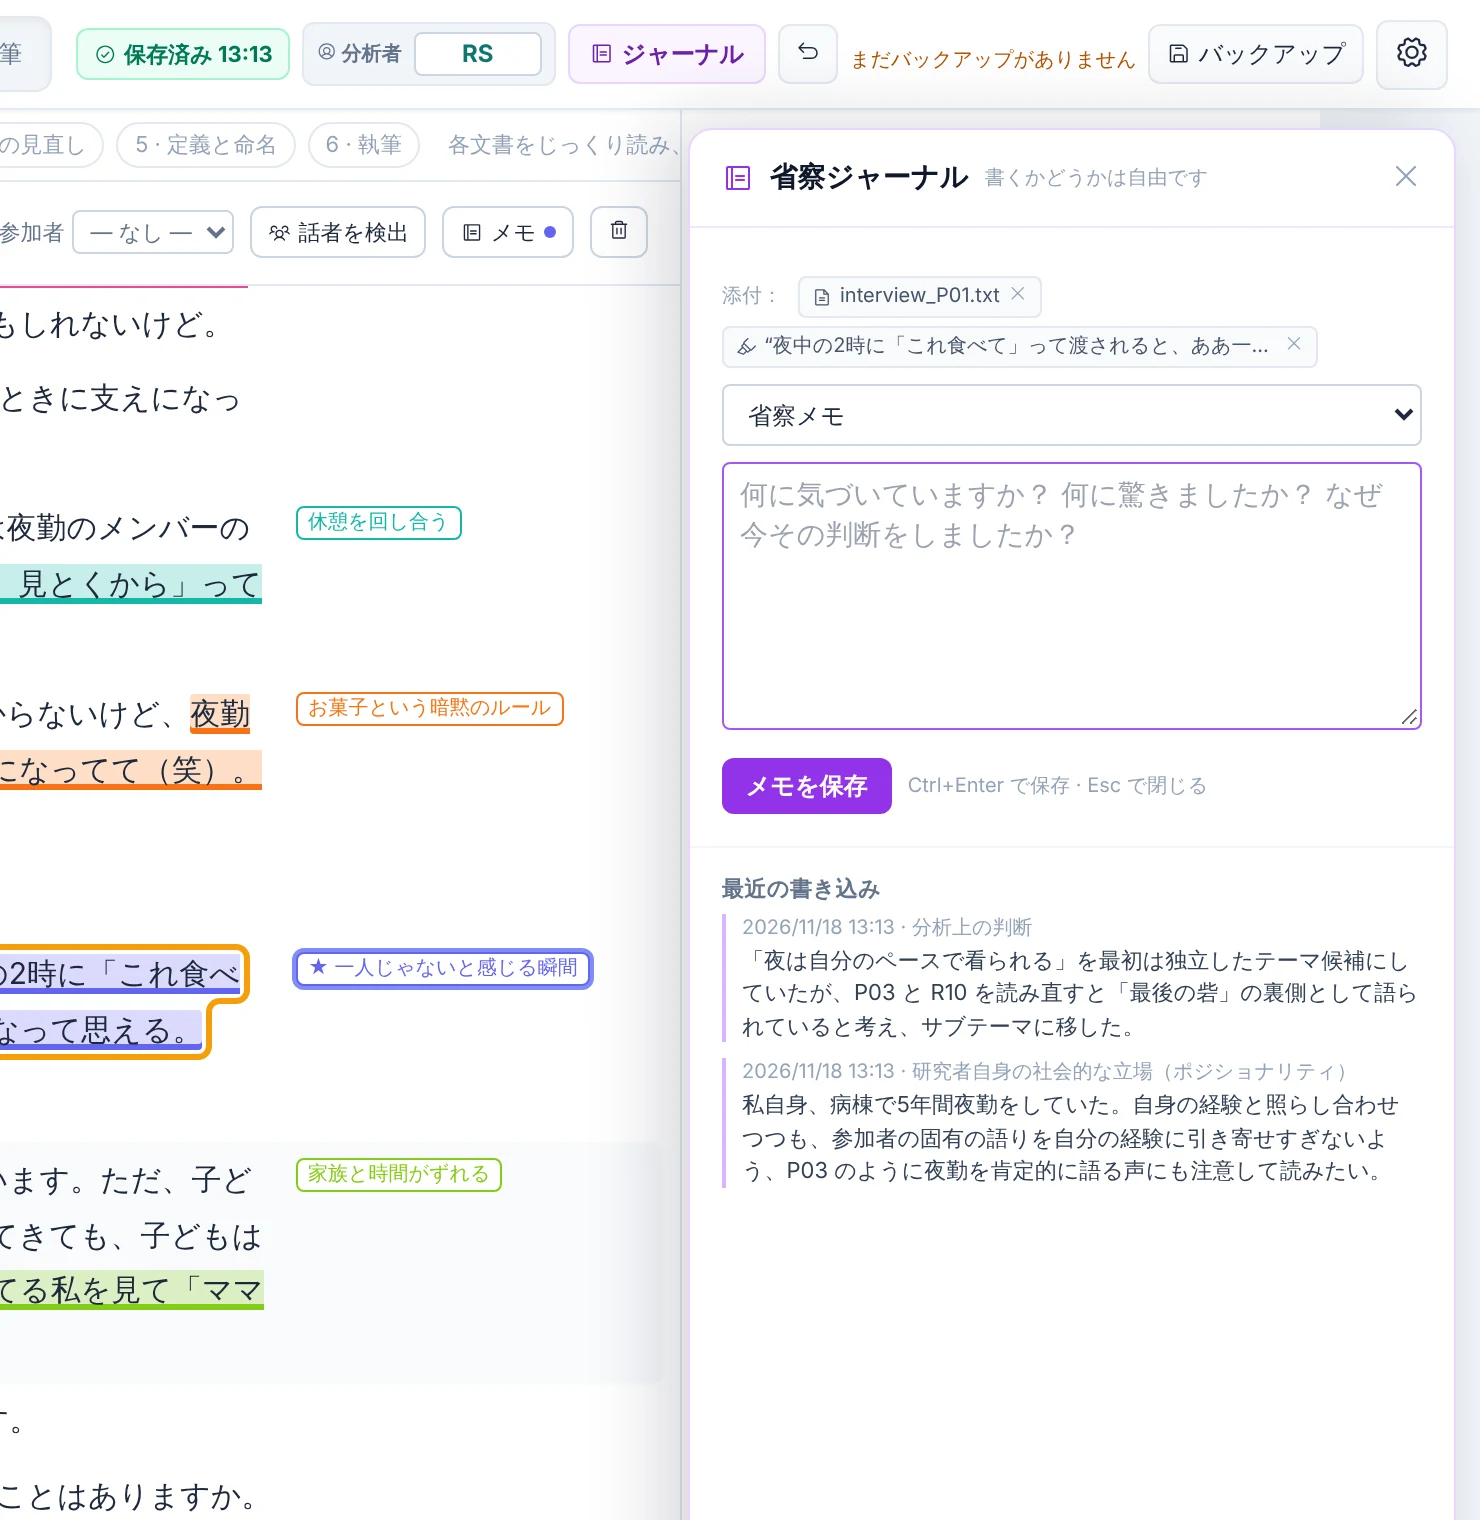 筆
保存済み 13:13
分析者
RS
ジャーナル
まだバックアップがありません
バックアップ
の見直し
5 · 定義と命名
6 · 執筆
各文書をじっくり読み、
参加者
— なし —
話者を検出
メモ
もしれないけど。
ときに支えになっ
は夜勤のメンバーの
休憩を回し合う
、見とくから」って
からないけど、夜勤
お菓子という暗黙のルール
になってて（笑）。
の2時に「これ食べ
★ 一人じゃないと感じる瞬間
なって思える。
います。ただ、子ど
家族と時間がずれる
てきても、子どもは
てる私を見て「ママ
す。
ことはありますか。
省察ジャーナル
書くかどうかは自由です
添付：
interview_P01.txt
“夜中の2時に「これ食べて」って渡されると、ああ一...
省察メモ
何に気づいていますか？ 何に驚きましたか？ なぜ
今その判断をしましたか？
メモを保存
Ctrl+Enter で保存 · Esc で閉じる
最近の書き込み
2026/11/18 13:13 · 分析上の判断
「夜は自分のペースで看られる」を最初は独立したテーマ候補にし
ていたが、P03 と R10 を読み直すと「最後の砦」の裏側として語ら
れていると考え、サブテーマに移した。
2026/11/18 13:13 · 研究者自身の社会的な立場（ポジショナリティ）
私自身、病棟で5年間夜勤をしていた。自身の経験と照らし合わせ
つつも、参加者の固有の語りを自分の経験に引き寄せすぎないよ
う、P03 のように夜勤を肯定的に語る声にも注意して読みたい。